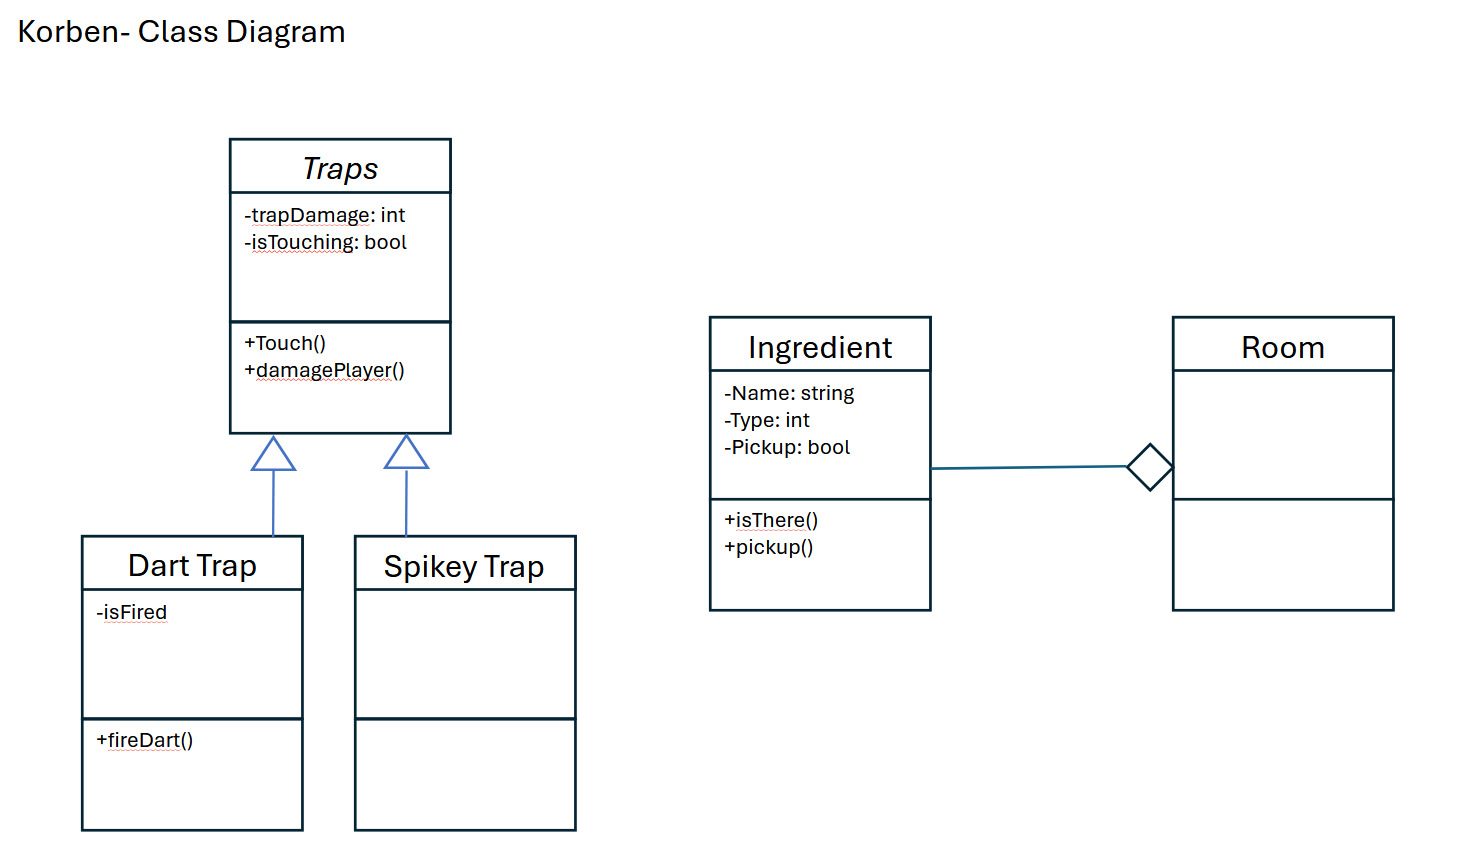 Korben- Class Diagram
Traps
-trapDamage: int
-isTouching: bool
+Touch()
+damagePlayer()
Dart Trap
-isFired
+fireDart()
Spikey Trap
Ingredient
-Name: string
-Type: int
-Pickup: bool
+isThere()
+pickup()
Room